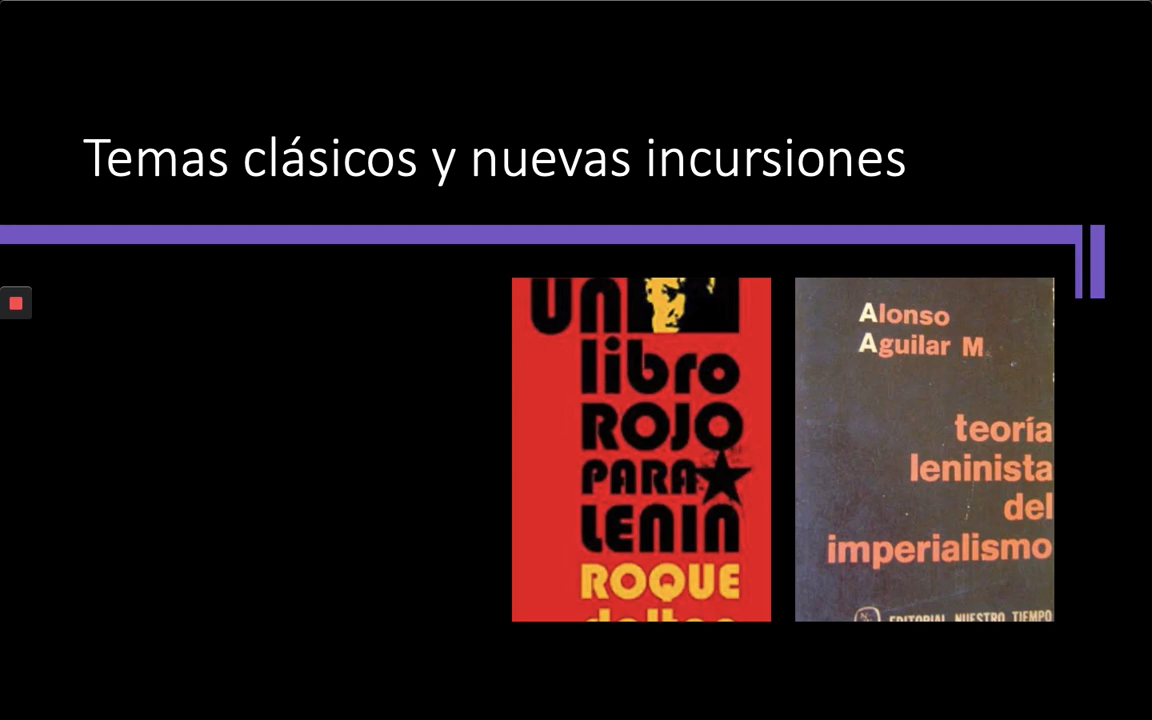 Temas clásicos y nuevas incursiones
Un
libro
ROJO
PARA
LENIN
ROQUE
Alonso
Aguilar M
teoría
leninista
del
imperialismo
EDITORIAL NUESTRO TIEMPO